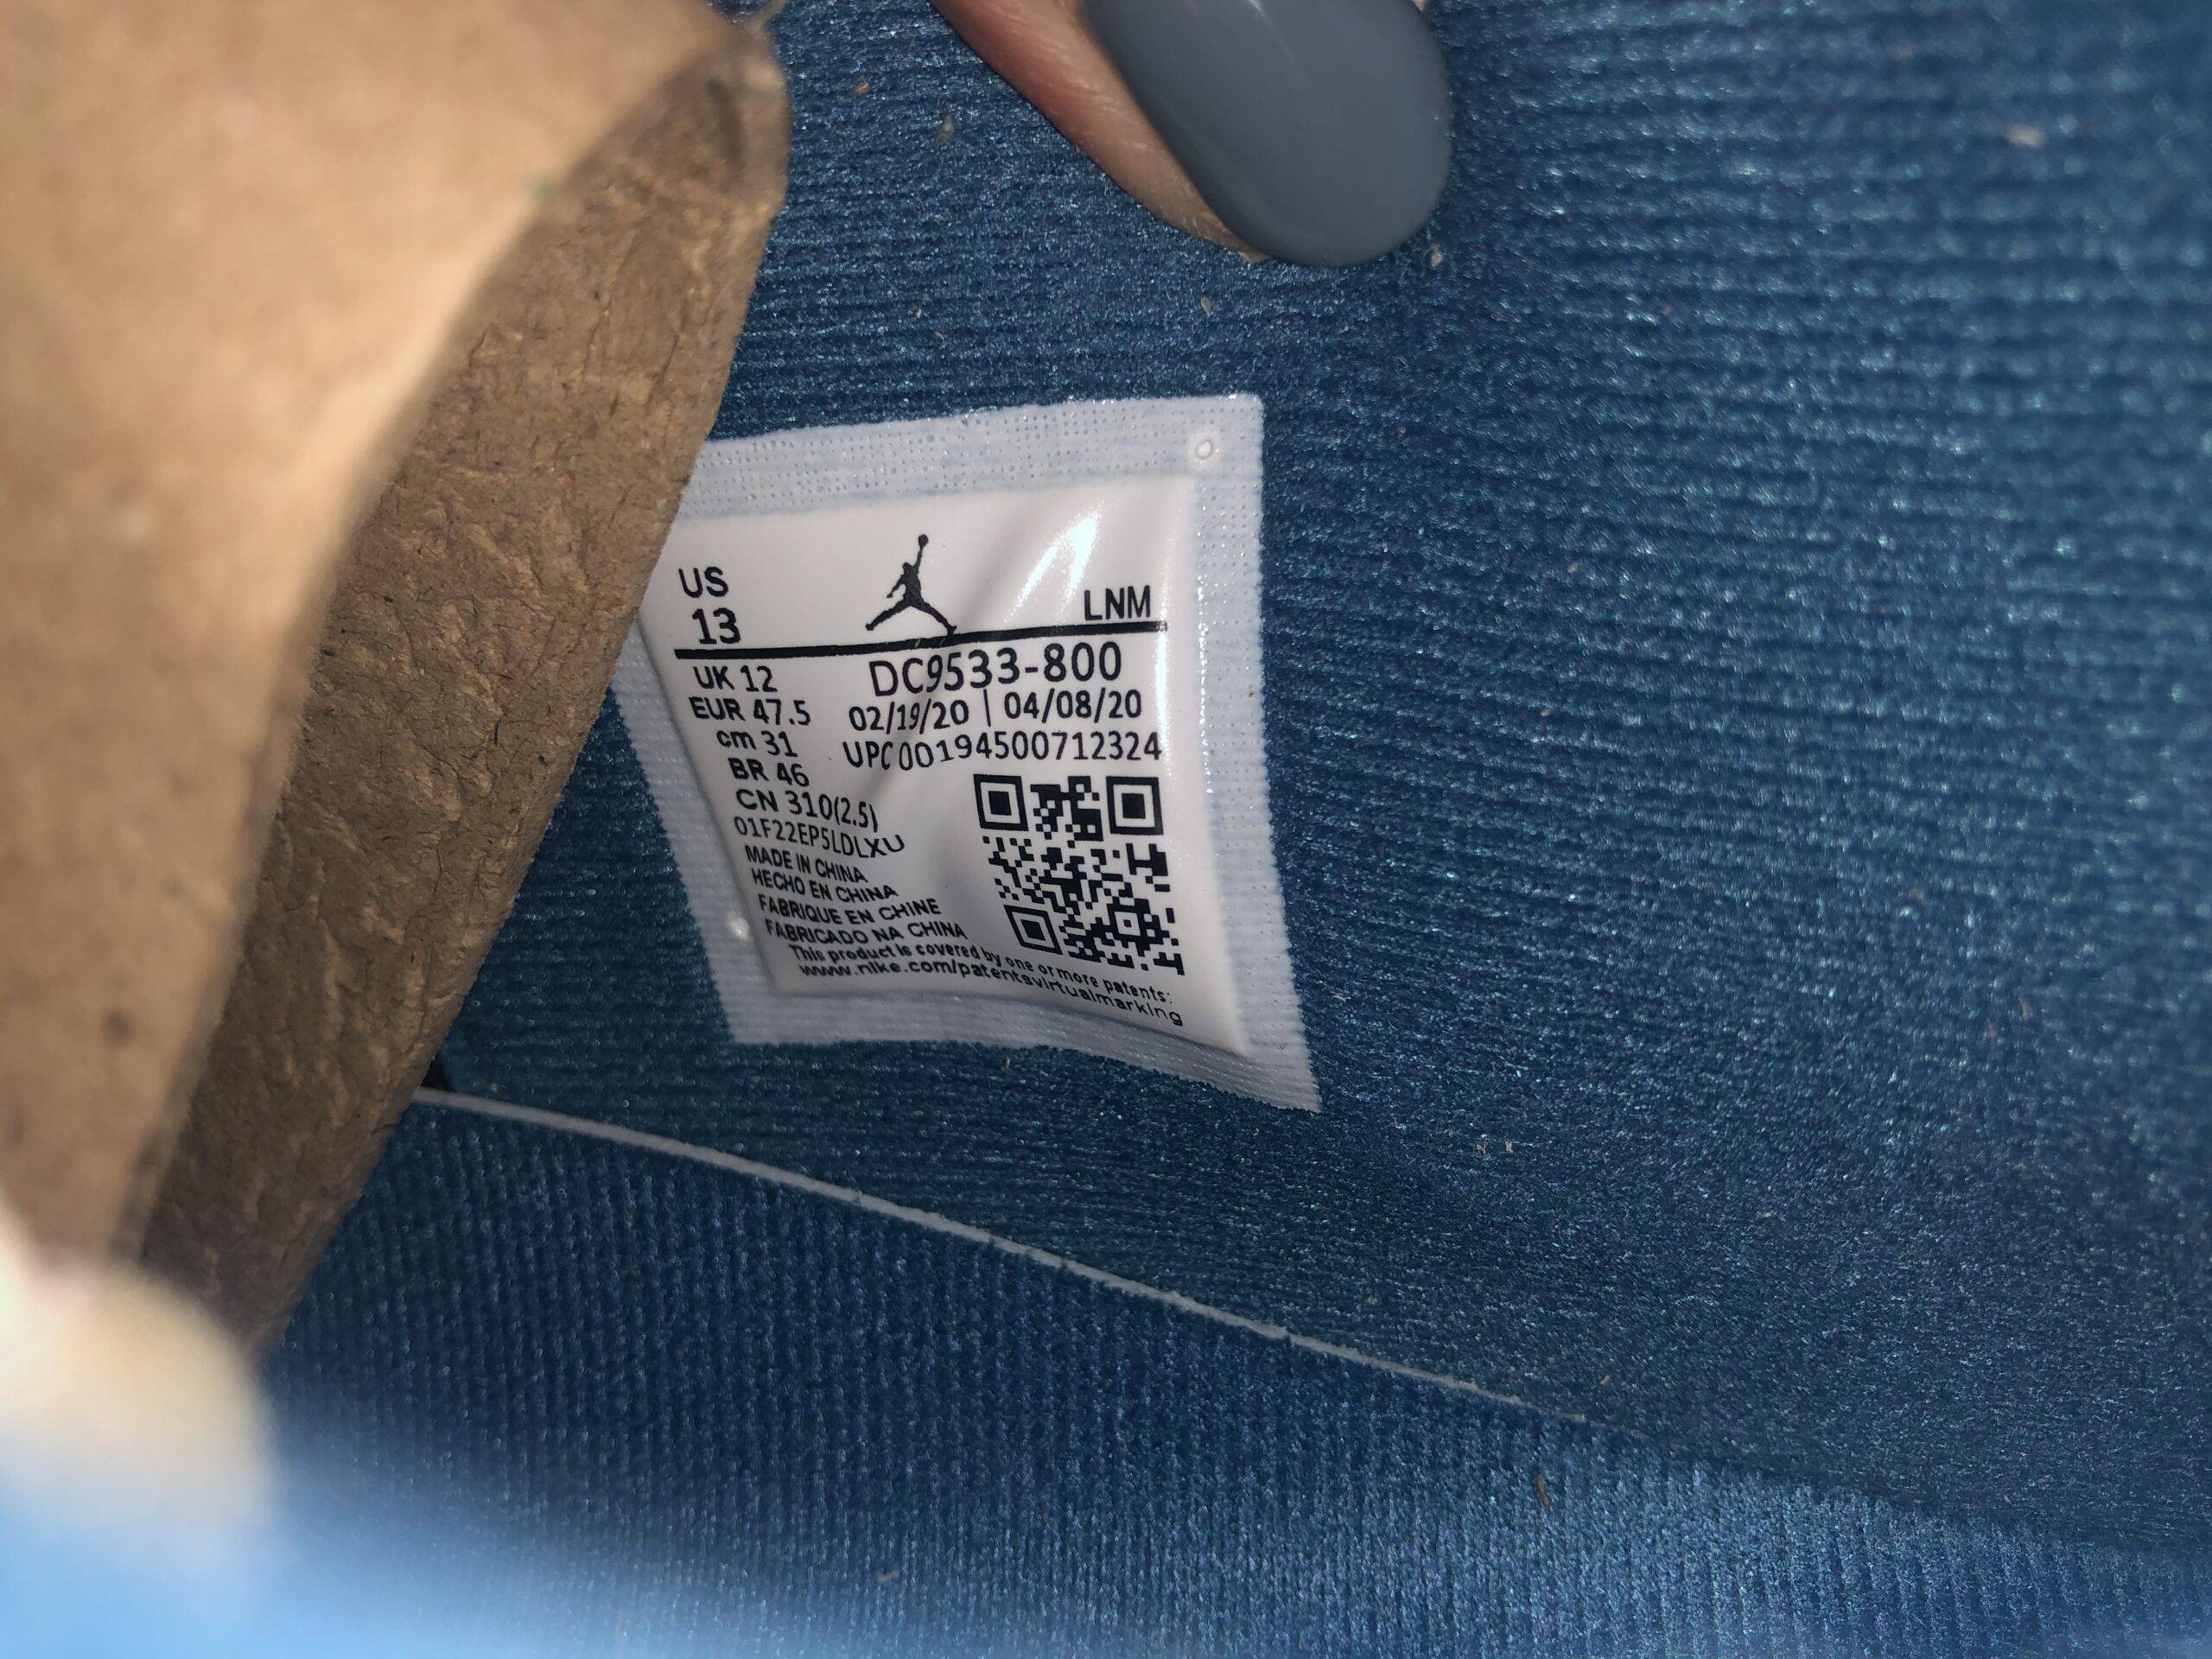 US
13
LNM
UK 12
DC9533-800
EUR 47.5
02/19/20 | 04/08/20
cm 31
UPC 00194500712324
BR 46
CN 310(2.5)
01F22EP5LDLXU
MADE IN CHINA
HECHO EN CHINA
FABRIQUE EN CHINE
FABRICADO NA CHINA
This product is covered by one or more patents:
www.nike.com/patentsvirtualmarking